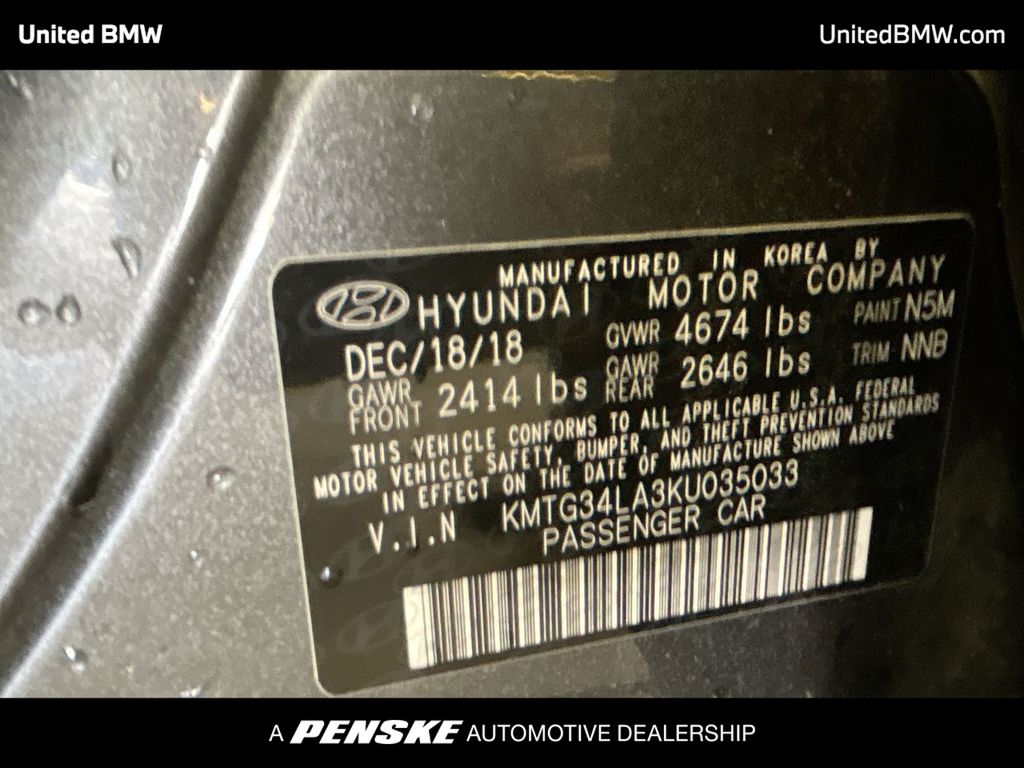 United BMW
UnitedBMW.com
MANUFACTURED IN KOREA BY
HYUNDAI MOTOR COMPANY
DEC/18/18 GVWR 4674 lbs PAINT N5M
GAWR FRONT 2414 lbs GAWR REAR 2646 lbs TRIM NNB
THIS VEHICLE CONFORMS TO ALL APPLICABLE U.S.A. FEDERAL
MOTOR VEHICLE SAFETY, BUMPER, AND THEFT PREVENTION STANDARDS
IN EFFECT ON THE DATE OF MANUFACTURE SHOWN ABOVE
V.I.N KMTG34LA3KU035033
PASSENGER CAR
A PENSKE AUTOMOTIVE DEALERSHIP